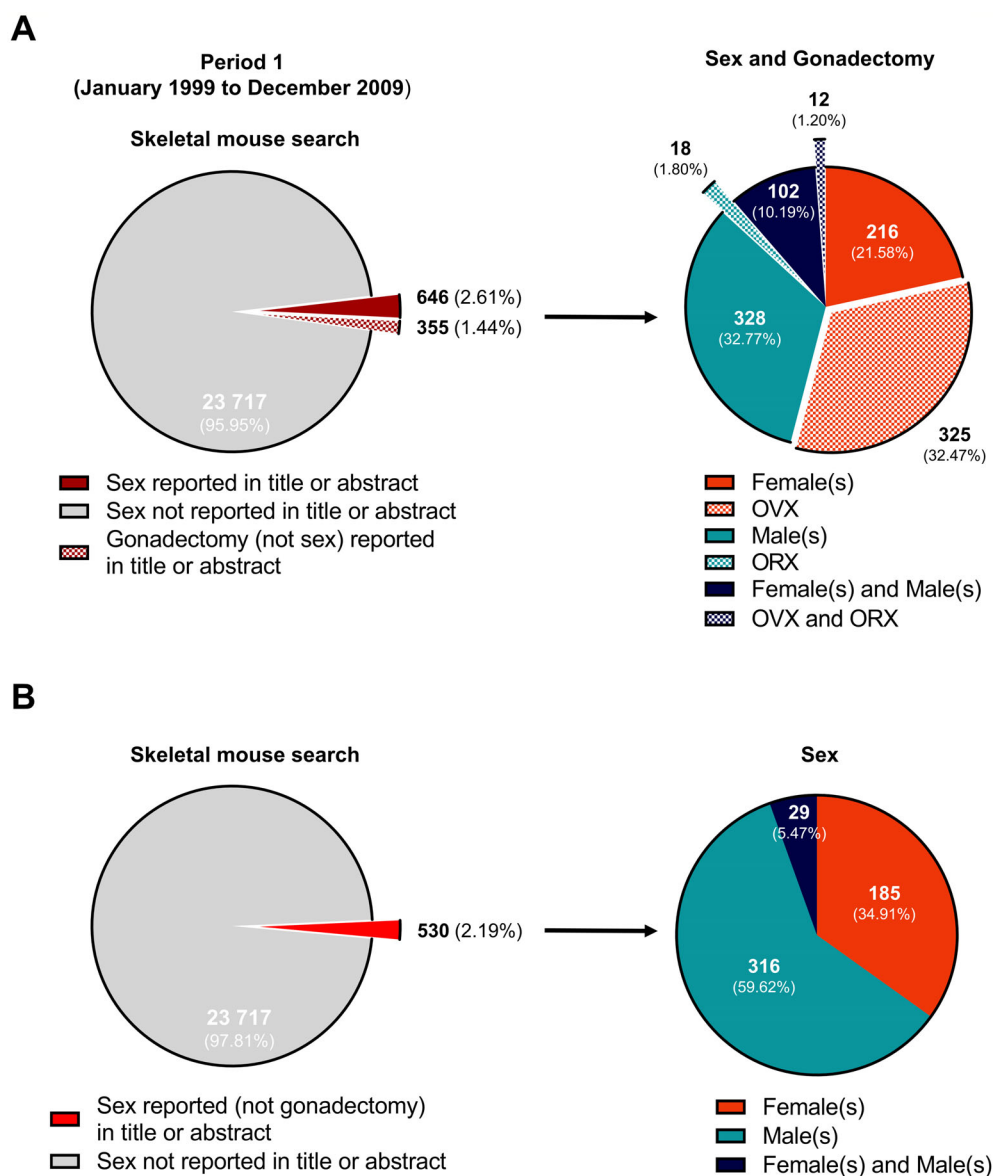 A
Period 1
(January 1999 to December 2009)
Skeletal mouse search
646 (2.61%)
355 (1.44%)
23 717
(95.95%)
Sex reported in title or abstract
Sex not reported in title or abstract
Gonadectomy (not sex) reported
in title or abstract
Sex and Gonadectomy
12
(1.20%)
18
(1.80%)
102
(10.19%)
216
(21.58%)
328
(32.77%)
325
(32.47%)
Female(s)
OVX
Male(s)
ORX
Female(s) and Male(s)
OVX and ORX
B
Skeletal mouse search
530 (2.19%)
23 717
(97.81%)
Sex reported (not gonadectomy)
in title or abstract
Sex not reported in title or abstract
Sex
29
(5.47%)
185
(34.91%)
316
(59.62%)
Female(s)
Male(s)
Female(s) and Male(s)